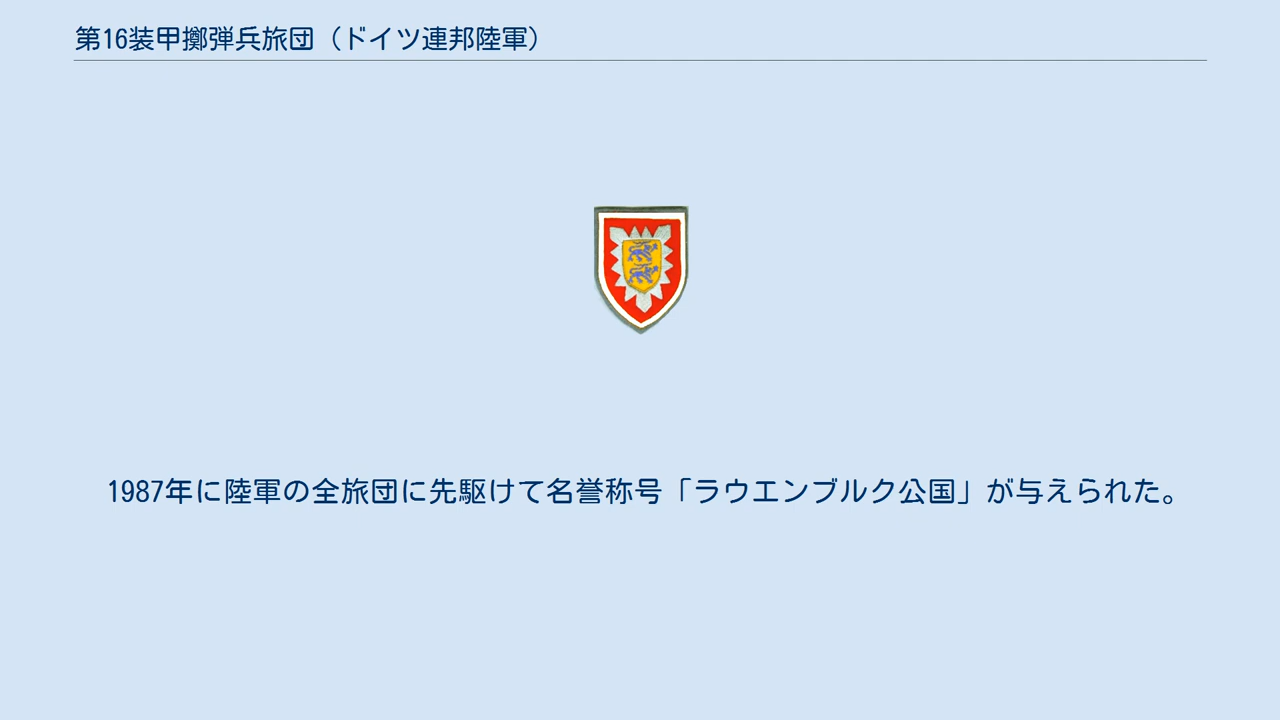 第16装甲擲弾兵旅団（ドイツ連邦陸軍）
1987年に陸軍の全旅団に先駆けて名誉称号「ラウエンブルク公国」が与えられた。